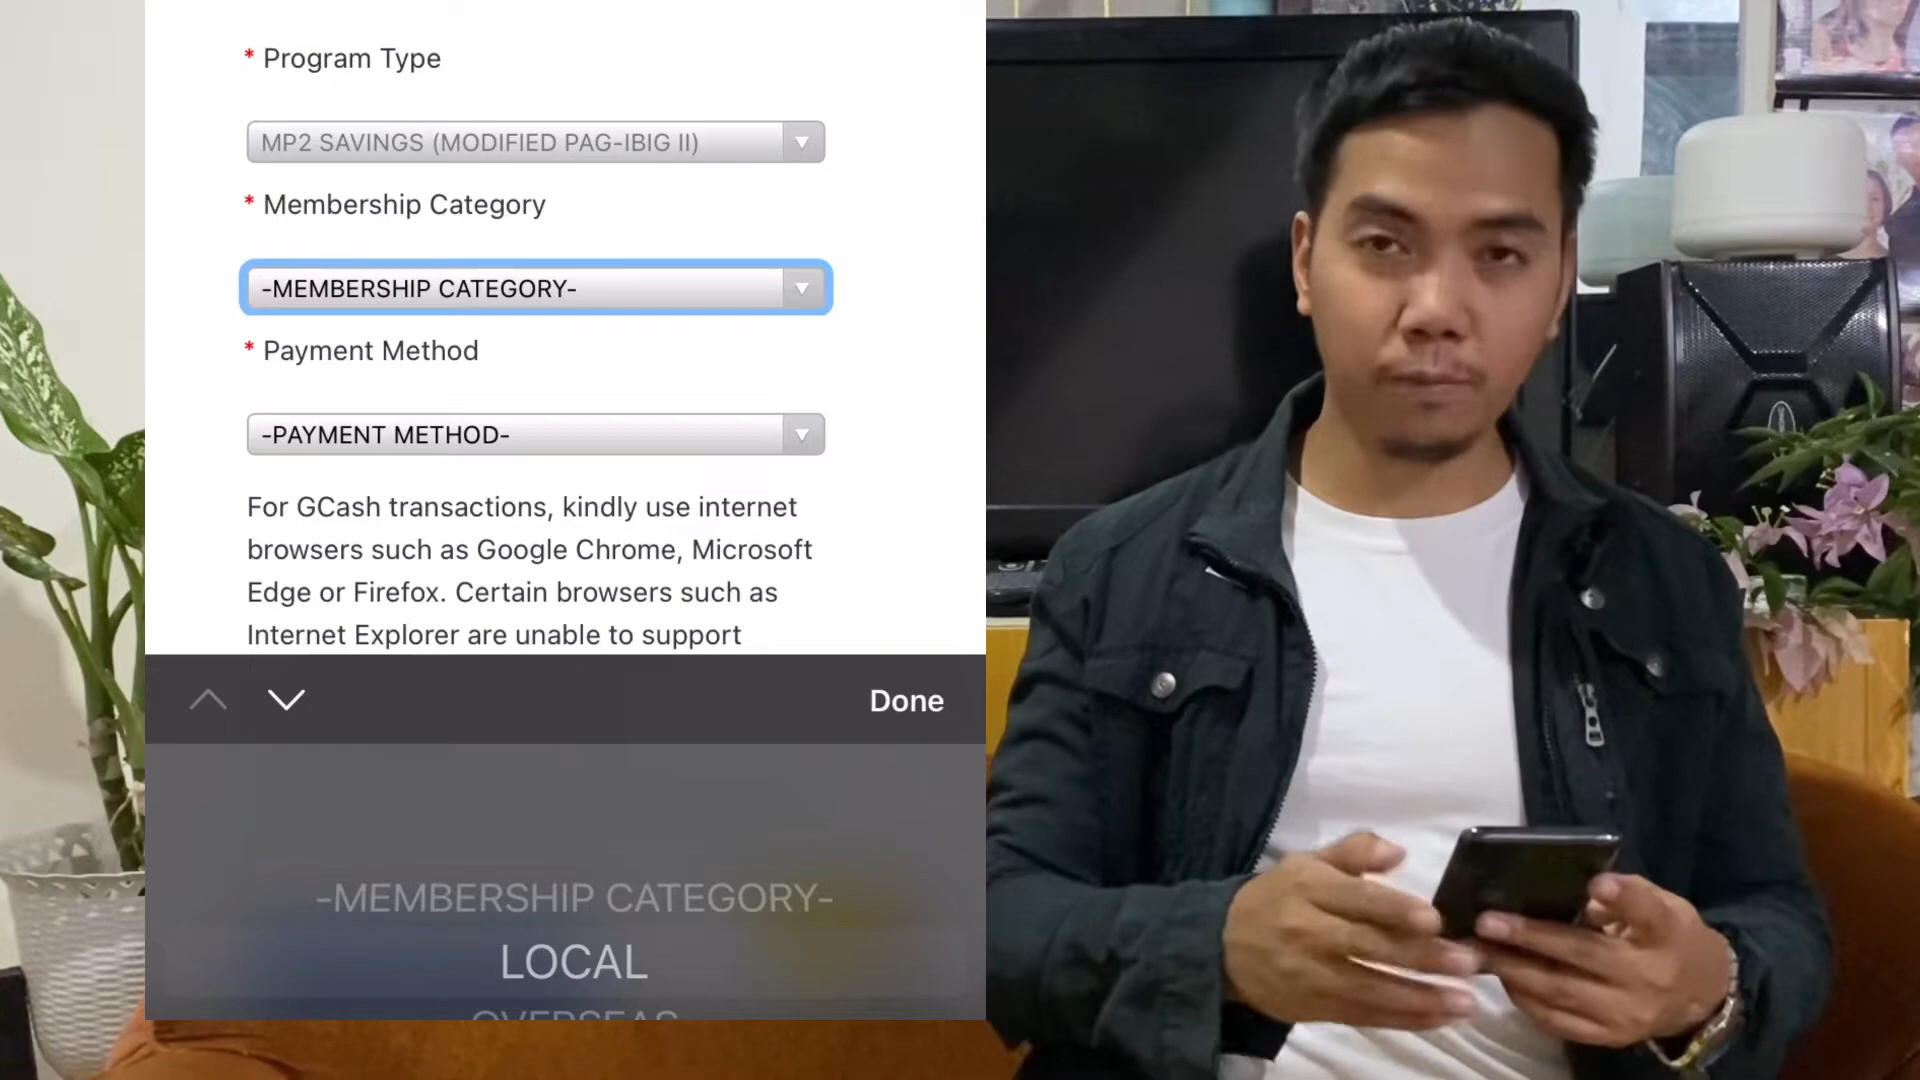 * Program Type
MP2 SAVINGS (MODIFIED PAG-IBIG II)
* Membership Category
-MEMBERSHIP CATEGORY-
* Payment Method
-PAYMENT METHOD-
For GCash transactions, kindly use internet
browsers such as Google Chrome, Microsoft
Edge or Firefox. Certain browsers such as
Internet Explorer are unable to support
Done
-MEMBERSHIP CATEGORY-
LOCAL
OVERSEAS